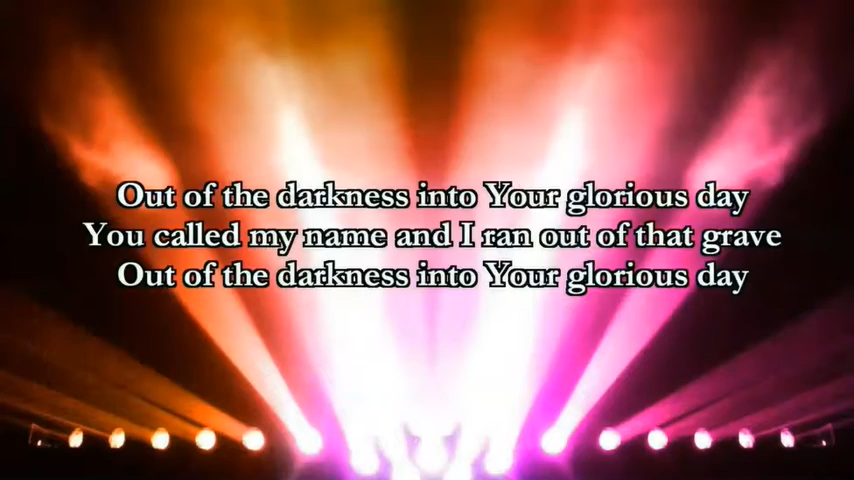 Out of the darkness into Your glorious day
You called my name and I ran out of that grave
Out of the darkness into Your glorious day